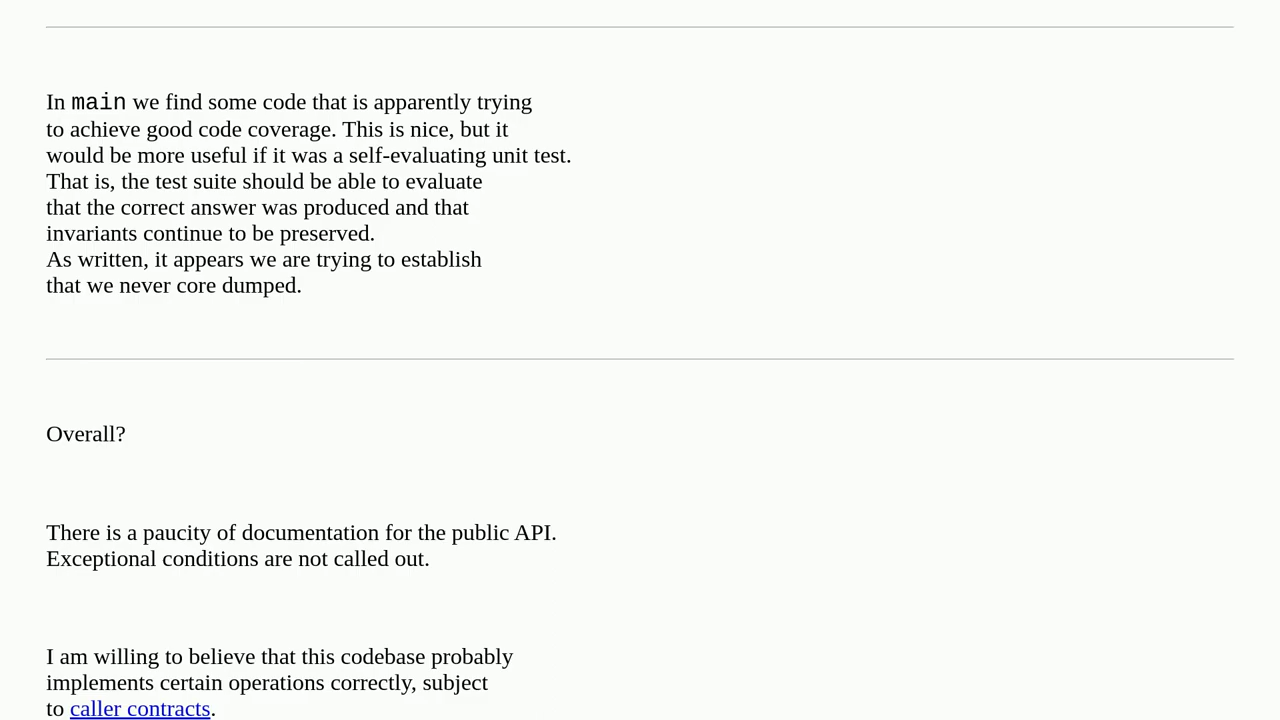 In main we find some code that is apparently trying
to achieve good code coverage. This is nice, but it
would be more useful if it was a self-evaluating unit test.
That is, the test suite should be able to evaluate
that the correct answer was produced and that
invariants continue to be preserved.
As written, it appears we are trying to establish
that we never core dumped.
Overall?
There is a paucity of documentation for the public API.
Exceptional conditions are not called out.
I am willing to believe that this codebase probably
implements certain operations correctly, subject
to caller contracts.